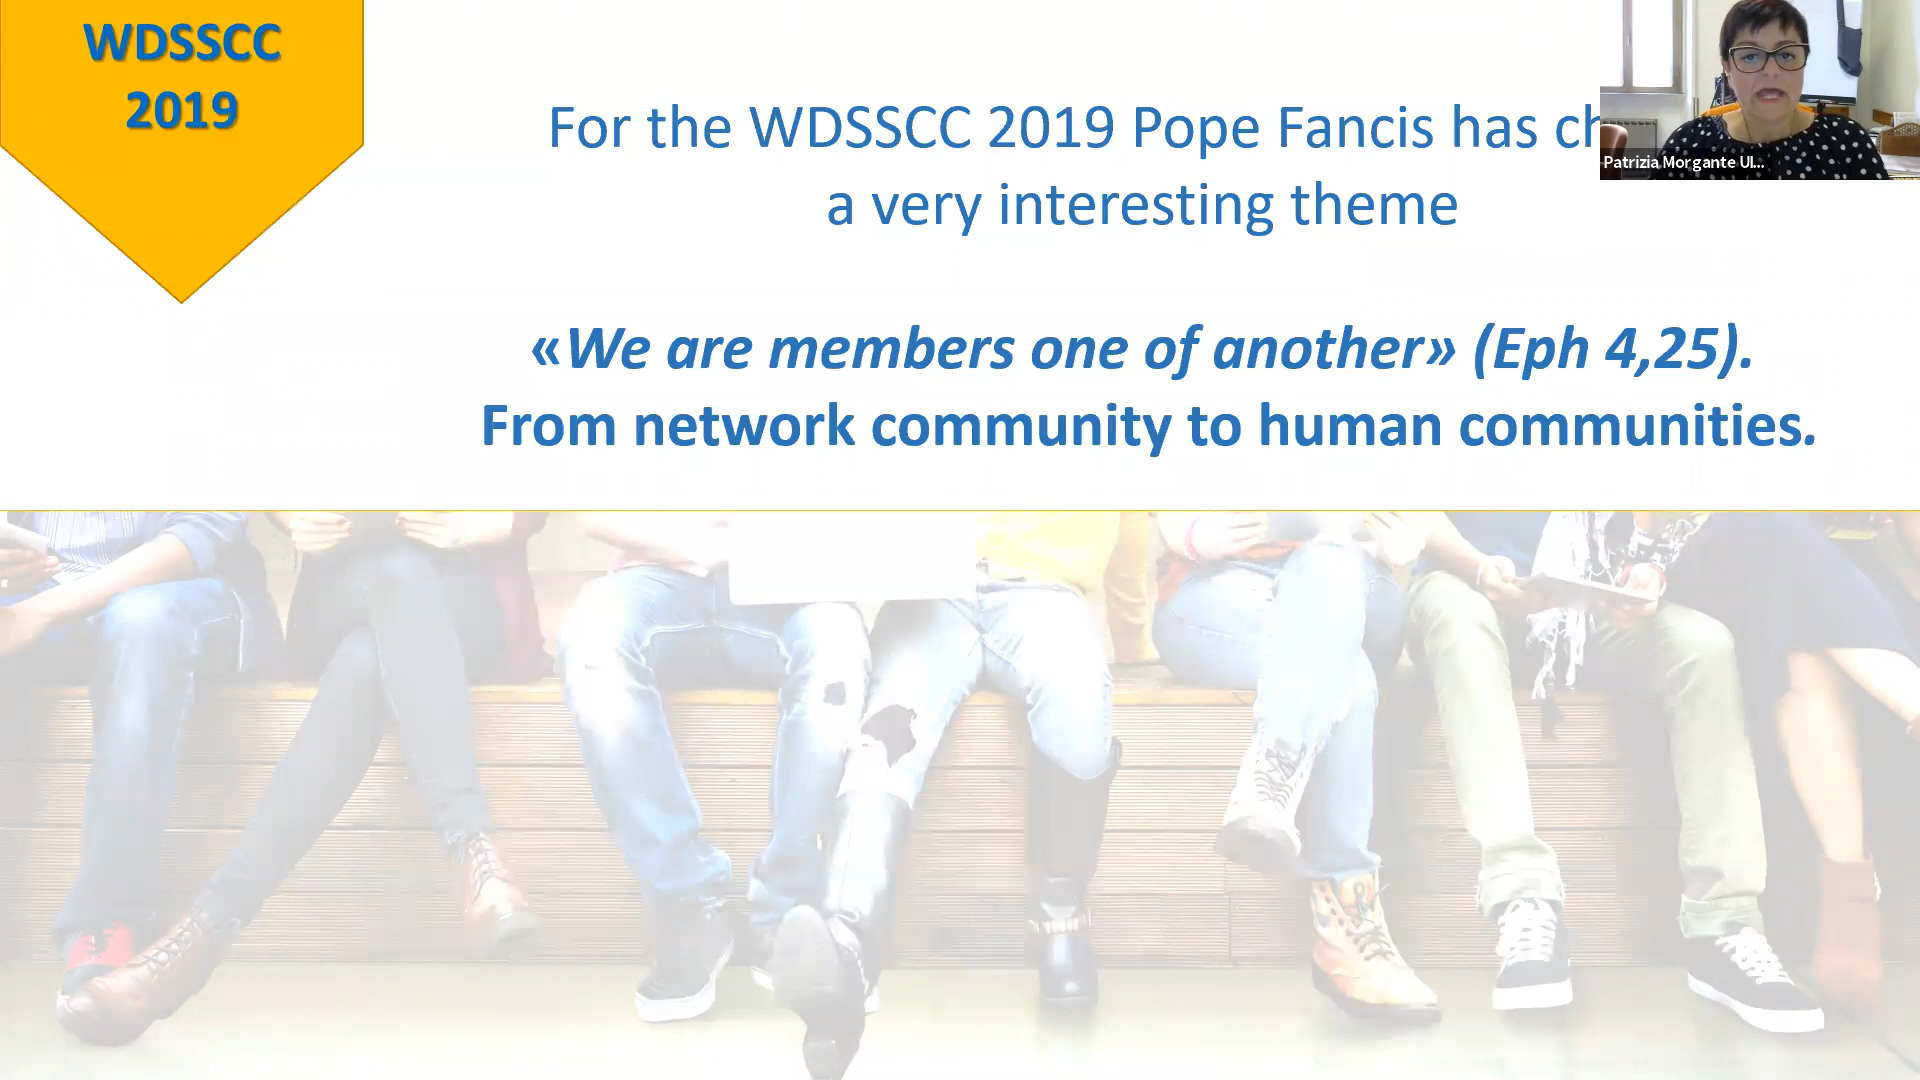 WDSSCC
2019
For the WDSSCC 2019 Pope Fancis has ch
a very interesting theme
«We are members one of another» (Eph 4,25).
From network community to human communities.
Patrizia Morgante UI...